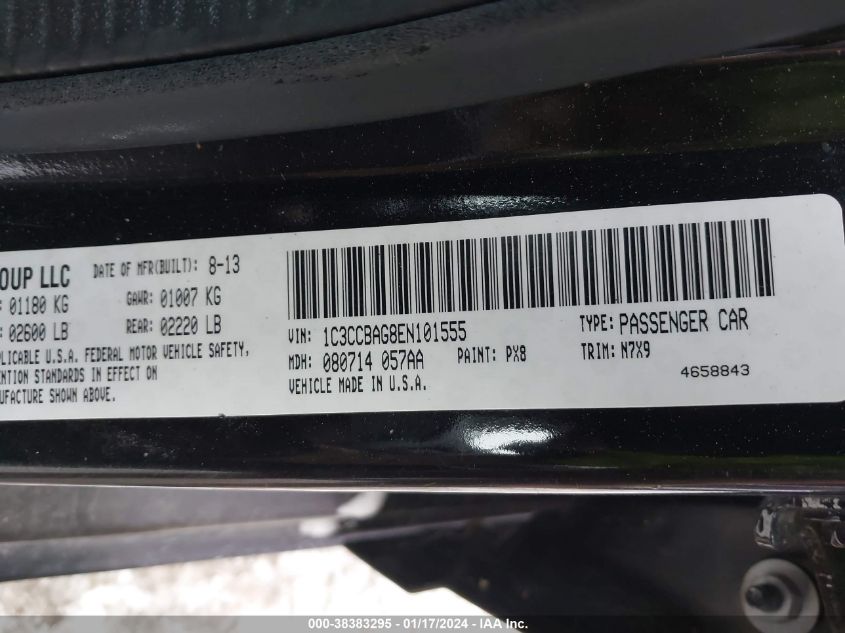 OUP LLC DATE OF MFR(BUILT): 8-13
01180 KG GAWR: 01007 KG
02600 LB REAR: 02220 LB
PLICABLE U.S.A. FEDERAL MOTOR VEHICLE SAFETY,
ENTION STANDARDS IN EFFECT ON
UFACTURE SHOWN ABOVE.
VIN: 1C3CCBAG8EN101555 TYPE: PASSENGER CAR
MDH: 080714 057AA PAINT: PX8 TRIM: N7X9
VEHICLE MADE IN U.S.A. 4658843
000-38383295 - 01/17/2024 - IAA Inc.